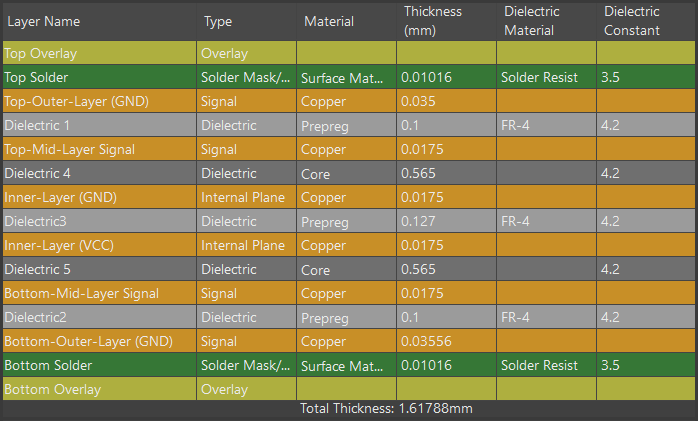 Layer Name Type Material Thickness (mm) Dielectric Material Dielectric Constant
Top Overlay Overlay
Top Solder Solder Mask/... Surface Mat... 0.01016 Solder Resist 3.5
Top-Outer-Layer (GND) Signal Copper 0.035
Dielectric 1 Dielectric Prepreg 0.1 FR-4 4.2
Top-Mid-Layer Signal Signal Copper 0.0175
Dielectric 4 Dielectric Core 0.565 4.2
Inner-Layer (GND) Internal Plane Copper 0.0175
Dielectric3 Dielectric Prepreg 0.127 FR-4 4.2
Inner-Layer (VCC) Internal Plane Copper 0.0175
Dielectric 5 Dielectric Core 0.565 4.2
Bottom-Mid-Layer Signal Signal Copper 0.0175
Dielectric2 Dielectric Prepreg 0.1 FR-4 4.2
Bottom-Outer-Layer (GND) Signal Copper 0.03556
Bottom Solder Solder Mask/... Surface Mat... 0.01016 Solder Resist 3.5
Bottom Overlay Overlay
Total Thickness: 1.61788mm